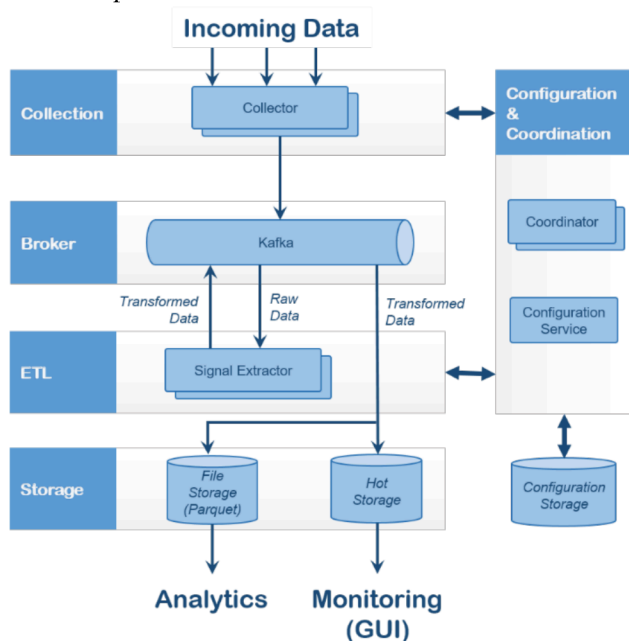 Incoming Data
Collection
Collector
Configuration
&
Coordination
Broker
Kafka
Coordinator
Transformed
Data
Raw
Data
Transformed
Data
Configuration
Service
ETL
Signal Extractor
Storage
File
Storage
(Parquet)
Hot
Storage
Configuration
Storage
Analytics
Monitoring
(GUI)